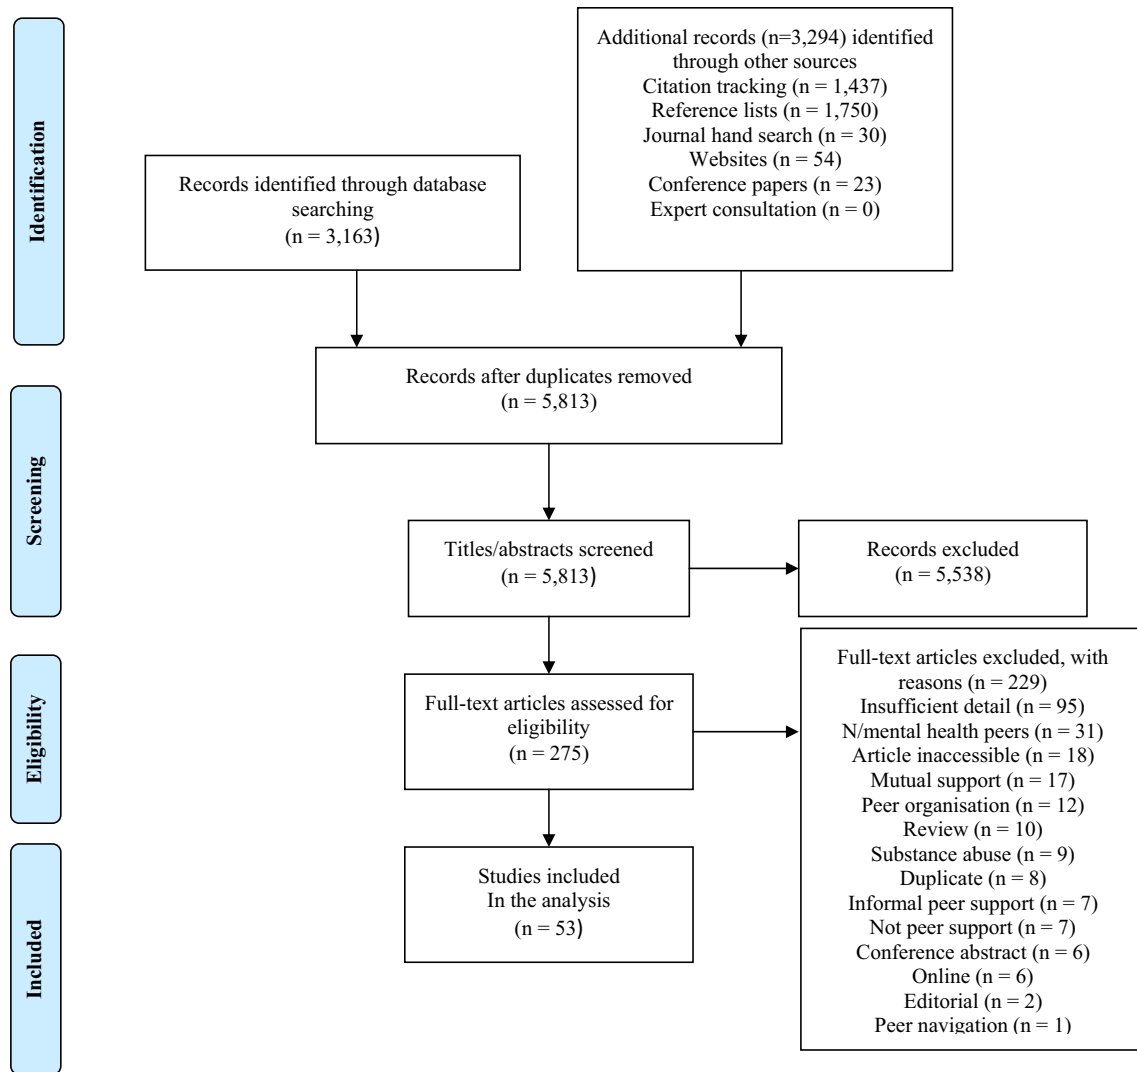 Identification
Additional records (n=3,294) identified
through other sources
Citation tracking (n = 1,437)
Reference lists (n = 1,750)
Journal hand search (n = 30)
Websites (n = 54)
Conference papers (n = 23)
Expert consultation (n = 0)
Records identified through database
searching
(n = 3,163)
Screening
Records after duplicates removed
(n = 5,813)
Titles/abstracts screened
(n = 5,813)
Records excluded
(n = 5,538)
Eligibility
Full-text articles assessed for
eligibility
(n = 275)
Full-text articles excluded, with
reasons (n = 229)
Insufficient detail (n = 95)
N/mental health peers (n = 31)
Article inaccessible (n = 18)
Mutual support (n = 17)
Peer organisation (n = 12)
Review (n = 10)
Substance abuse (n = 9)
Duplicate (n = 8)
Informal peer support (n = 7)
Not peer support (n = 7)
Conference abstract (n = 6)
Online (n = 6)
Editorial (n = 2)
Peer navigation (n = 1)
Included
Studies included
In the analysis
(n = 53)